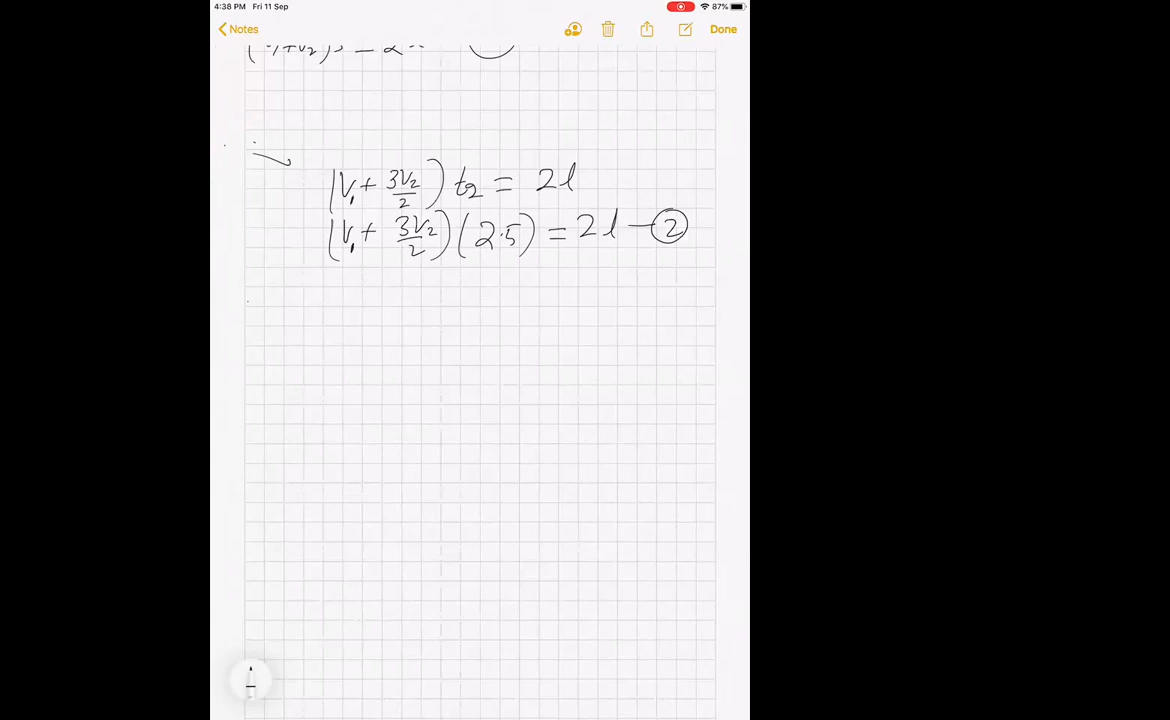 4:38 PM Fri 11 Sep 87%
Notes Done
(V₁ + 3V₂/2) t₂ = 2l
(V₁ + 3V₂/2)(2.5) = 2l — ②